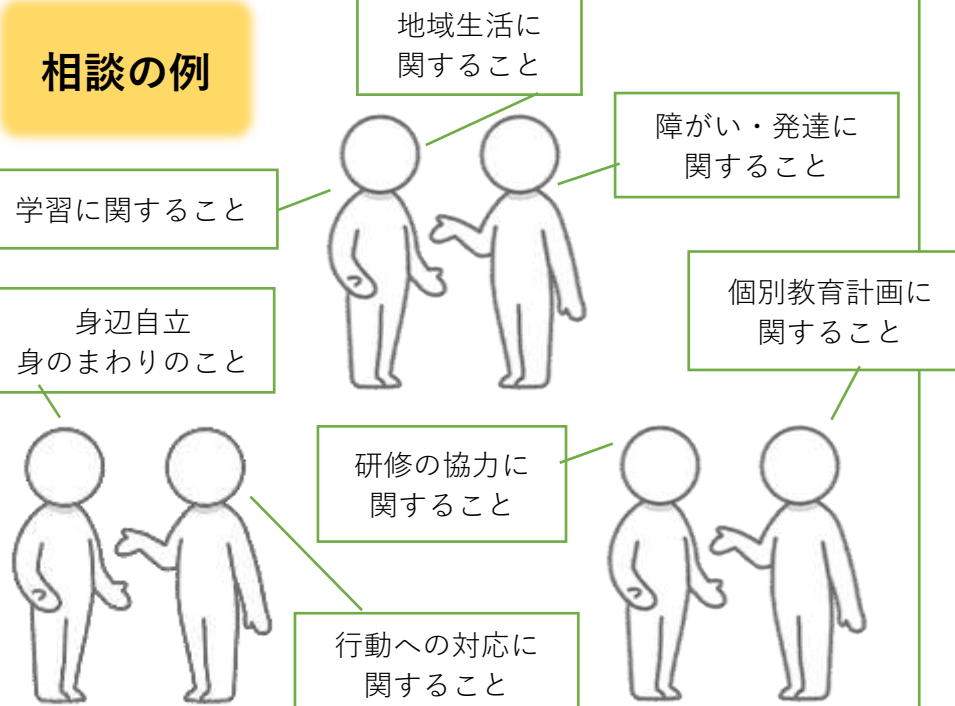 相談の例
地域生活に
関すること
障がい・発達に
関すること
学習に関すること
個別教育計画に
関すること
身辺自立
身のまわりのこと
研修の協力に
関すること
行動への対応に
関すること